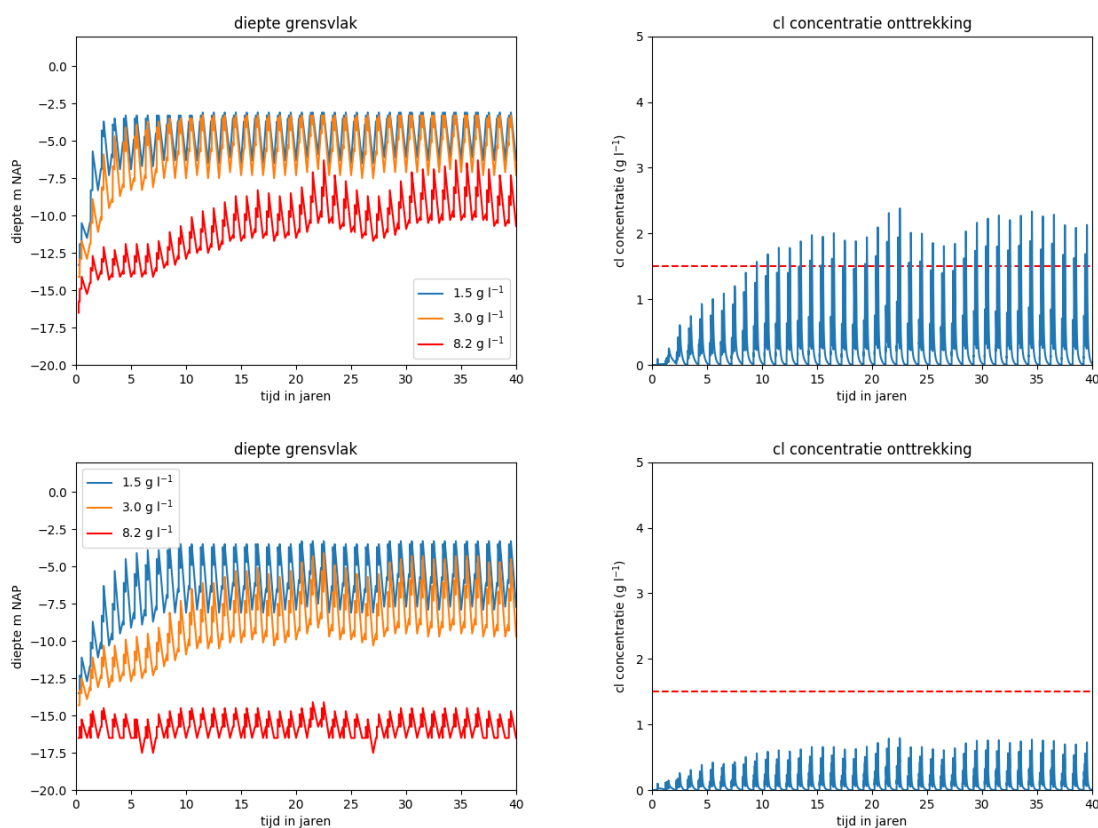 diepte grensvlak
diepte m NAP
0.0
−2.5
−5.0
−7.5
−10.0
−12.5
−15.0
−17.5
−20.0
1.5 g l⁻¹
3.0 g l⁻¹
8.2 g l⁻¹
0 5 10 15 20 25 30 35 40
tijd in jaren
cl concentratie onttrekking
cl concentratie (g l⁻¹)
5
4
3
2
1
0
0 5 10 15 20 25 30 35 40
tijd in jaren
diepte grensvlak
diepte m NAP
0.0
−2.5
−5.0
−7.5
−10.0
−12.5
−15.0
−17.5
−20.0
1.5 g l⁻¹
3.0 g l⁻¹
8.2 g l⁻¹
0 5 10 15 20 25 30 35 40
tijd in jaren
cl concentratie onttrekking
cl concentratie (g l⁻¹)
5
4
3
2
1
0
0 5 10 15 20 25 30 35 40
tijd in jaren